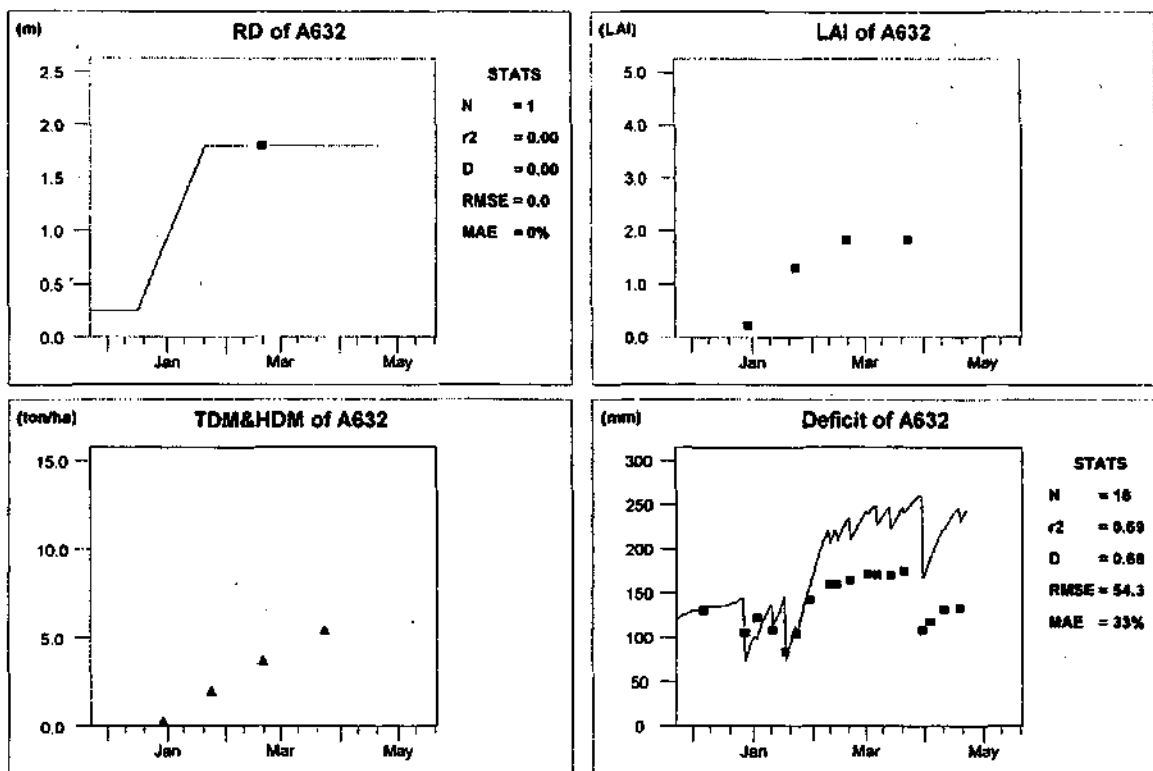 (m) RD of A632
2.5
2.0
1.5
1.0
0.5
0.0
Jan Mar May
STATS
N = 1
r2 = 0.00
D = 0.00
RMSE = 0.0
MAE = 0%
(LAI) LAI of A632
5.0
4.0
3.0
2.0
1.0
0.0
Jan Mar May
(ton/ha) TDM&HDM of A632
15.0
10.0
5.0
0.0
Jan Mar May
(mm) Deficit of A632
300
250
200
150
100
50
0
Jan Mar May
STATS
N =
r2 =
D =
RMSE = 54.3
MAE = 33%